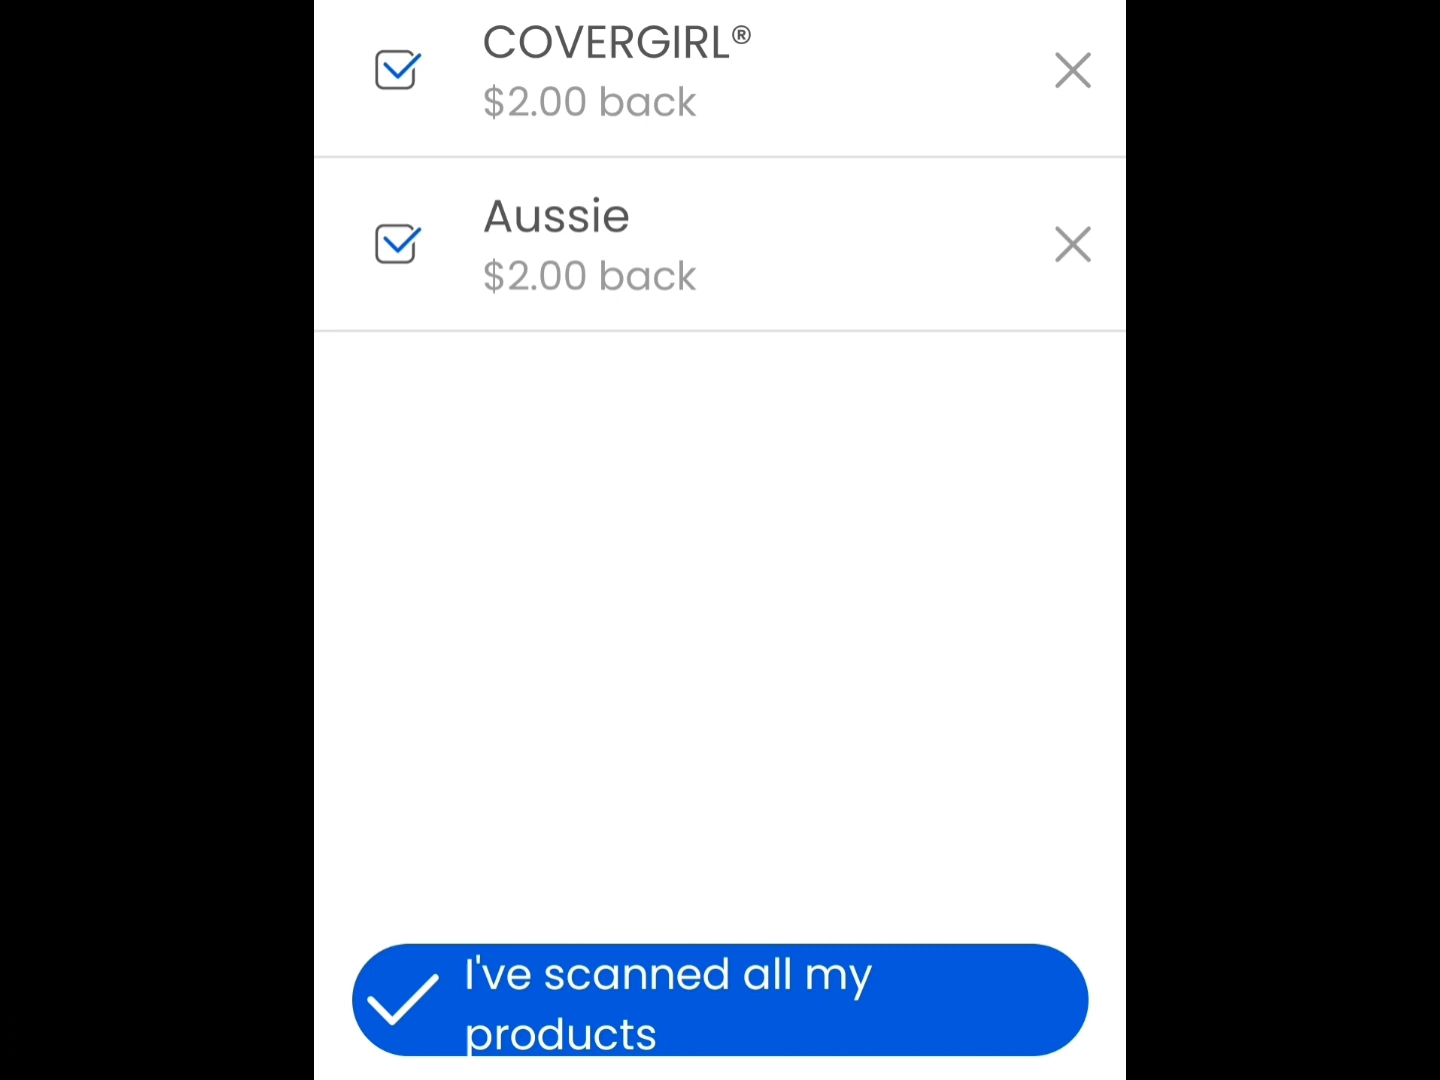 COVERGIRL®
$2.00 back
Aussie
$2.00 back
I've scanned all my
products